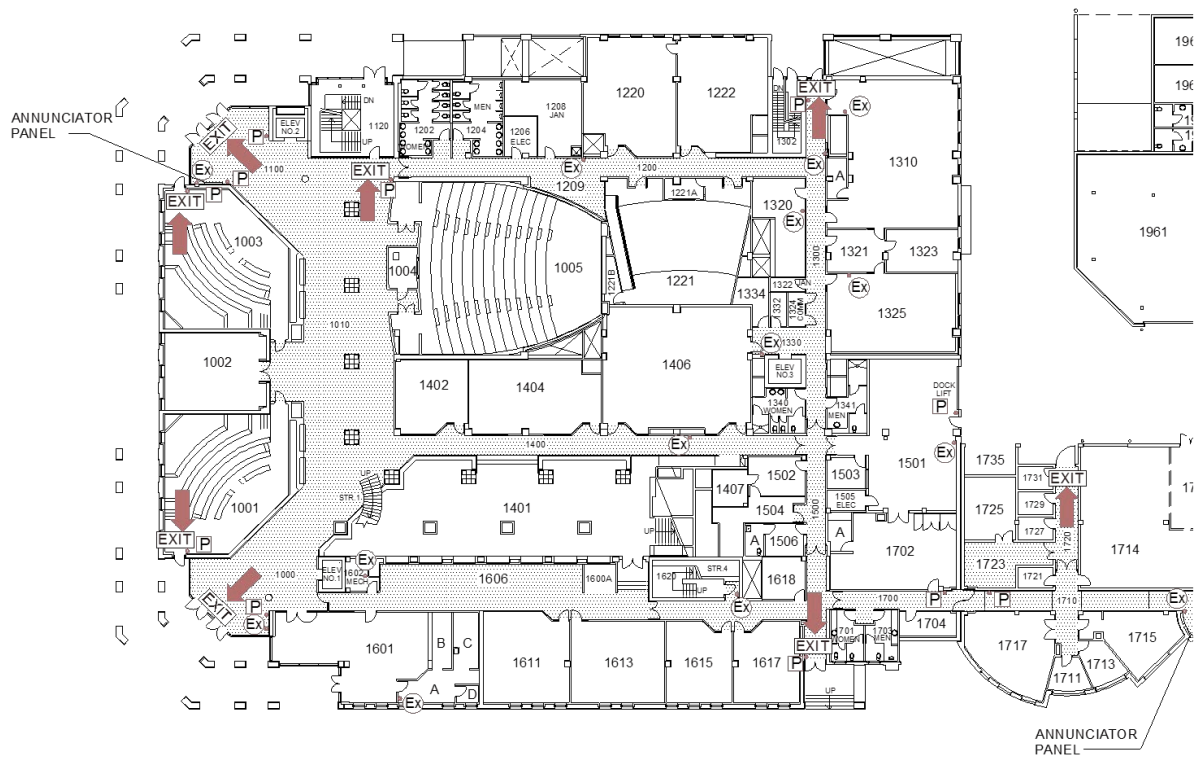 ANNUNCIATOR
PANEL
EXIT
P
ELEV
NO.2
Ex
1100
P
EXIT
P
1003
1002
1001
EXIT
P
1010
1000
EXIT
P
Ex
DN
1120
UP
EXIT
P
1202
1204
MEN
1206
ELEC
1208
JAN
1209
Ex
1200
1220
1222
DN
1302
P
EXIT
Ex
Ex
A
1310
1004
1005
1221A
1221
1221B
1320
Ex
1300
1321
1323
1322
JAN
Ex
1325
1334
1332
1324
COMM
1330
Ex
ELEV
NO.3
1340
WOMEN
1341
MEN
1402
1404
1406
1400
Ex
DOCK
LIFT
P
Ex
1501
UP
STR.1
1401
UP
1407
1502
1504
A
1506
1500
1503
1505
ELEC
A
1702
ELEV
NO.1
1602
MECH
Ex
1606
1600A
1620
STR.4
UP
Ex
1618
1601
B
C
A
D
Ex
1611
1613
1615
1617
P
EXIT
UP
1700
P
P
1701
1703
MEN
1704
1735
1731
1729
1725
1727
1723
1721
EXIT
1720
1714
1710
1717
1711
1713
1715
Ex
1961
ANNUNCIATOR
PANEL